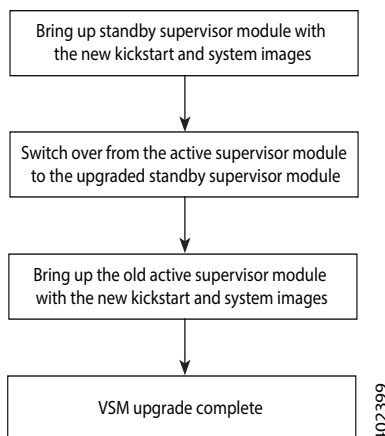 Bring up standby supervisor module with
the new kickstart and system images
Switch over from the active supervisor module
to the upgraded standby supervisor module
Bring up the old active supervisor module
with the new kickstart and system images
VSM upgrade complete
402399